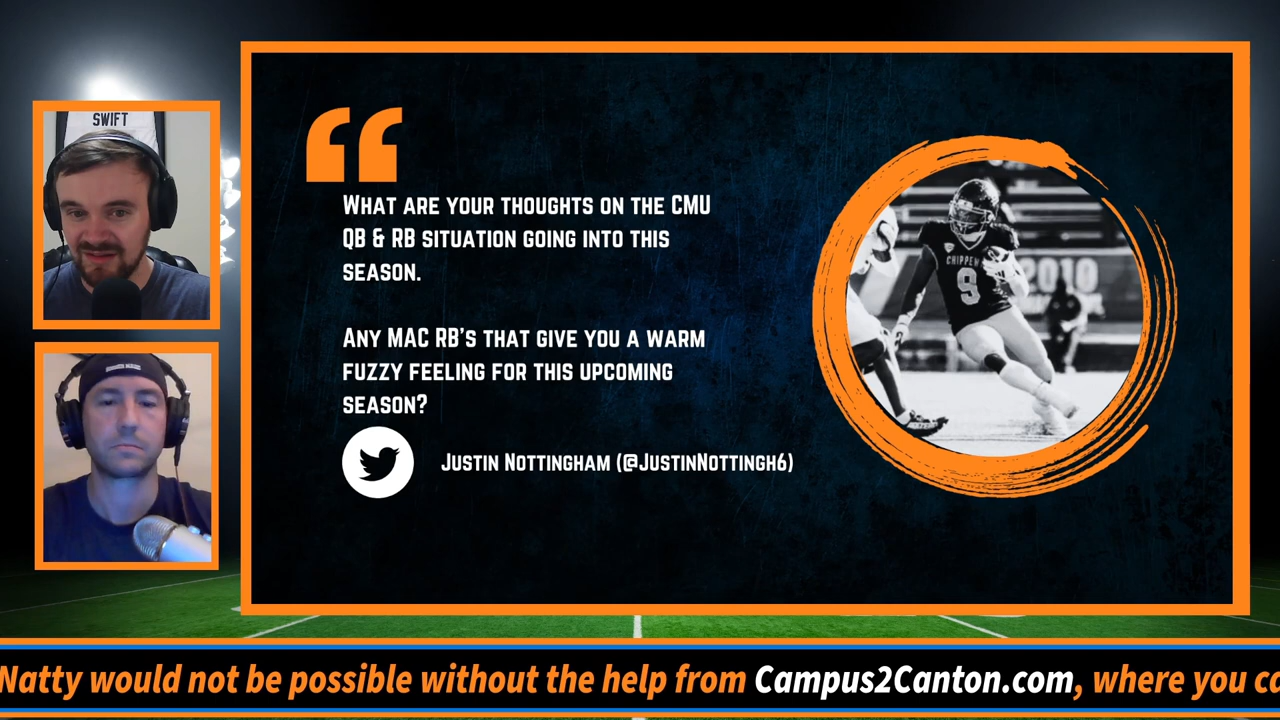 SWIFT
What are your thoughts on the CMU
QB & RB situation going into this
season.
Any MAC RB's that give you a warm
fuzzy feeling for this upcoming
season?
Justin Nottingham (@JustinNottingh6)
CHIPPEW
9
2010
Natty would not be possible without the help from Campus2Canton.com, where you ca